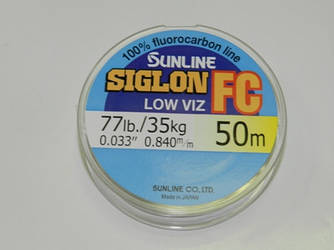 100% fluorocarbon line
SUNLINE
SIGLON FC
LOW VIZ
77lb./35kg 50m
0.033" 0.840m/m
SUNLINE CO., LTD.
Made in JAPAN